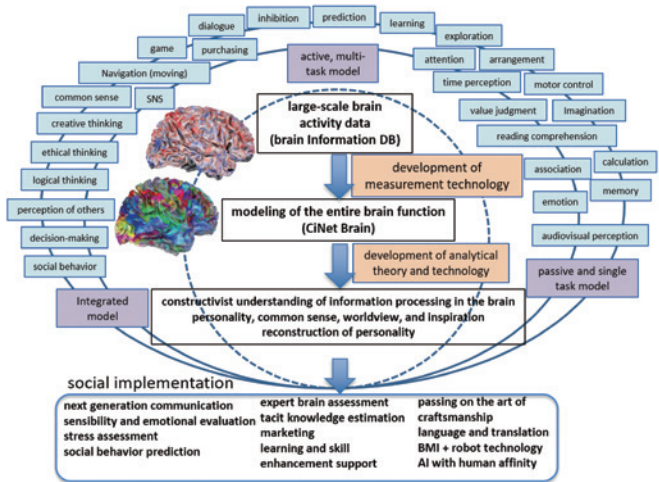 prediction
inhibition
learning
dialogue
exploration
game
purchasing
active, multi-
task model
attention
arrangement
Navigation (moving)
time perception
motor control
common sense
SNS
large-scale brain
activity data
(brain Information DB)
value judgment
Imagination
creative thinking
reading comprehension
ethical thinking
development of
measurement technology
association
calculation
logical thinking
memory
perception of others
modeling of the entire brain function
(CiNet Brain)
emotion
decision-making
audiovisual perception
social behavior
development of analytical
theory and technology
passive and single
task model
Integrated
model
constructivist understanding of information processing in the brain
personality, common sense, worldview, and inspiration
reconstruction of personality
social implementation
next generation communication
sensibility and emotional evaluation
stress assessment
social behavior prediction
expert brain assessment
tacit knowledge estimation
marketing
learning and skill
enhancement support
passing on the art of
craftsmanship
language and translation
BMI + robot technology
AI with human affinity